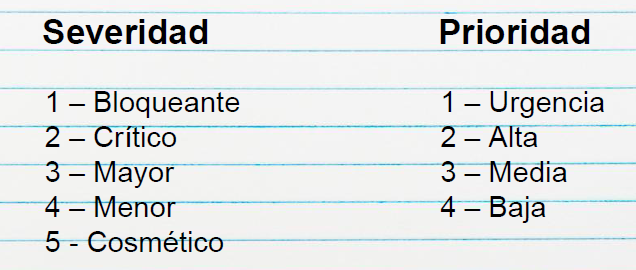 Severidad
1 – Bloqueante
2 – Crítico
3 – Mayor
4 – Menor
5 - Cosmético
Prioridad
1 – Urgencia
2 – Alta
3 – Media
4 – Baja